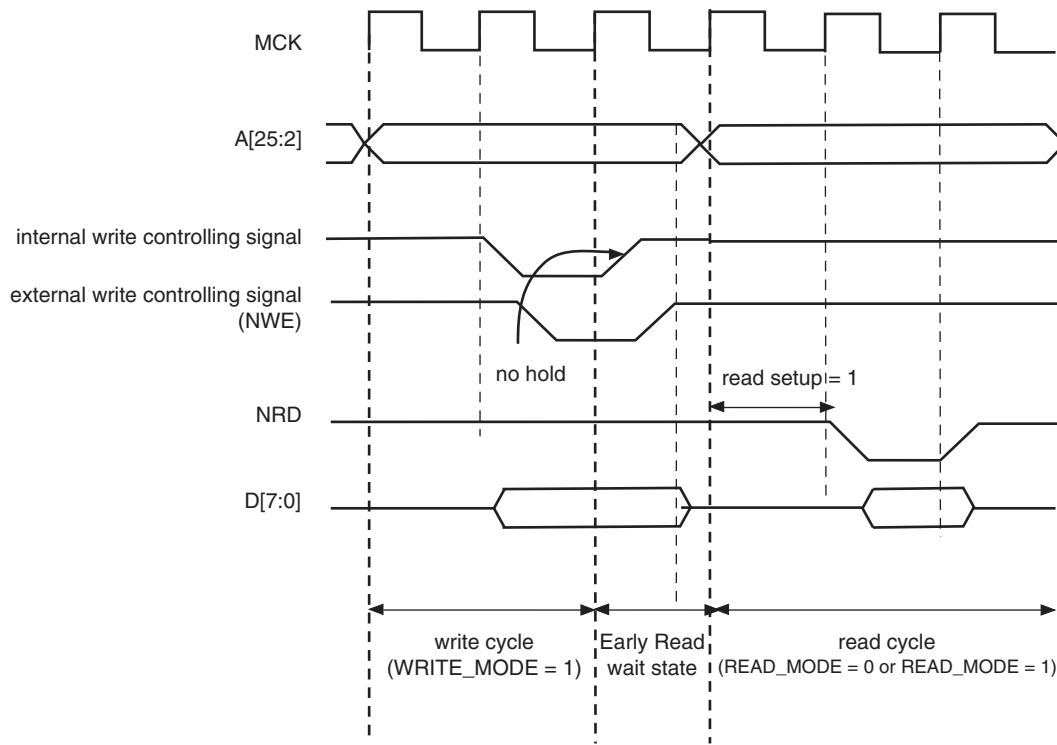 MCK
A[25:2]
internal write controlling signal
external write controlling signal
(NWE)
no hold
read setup = 1
NRD
D[7:0]
write cycle
(WRITE_MODE = 1)
Early Read
wait state
read cycle
(READ_MODE = 0 or READ_MODE = 1)